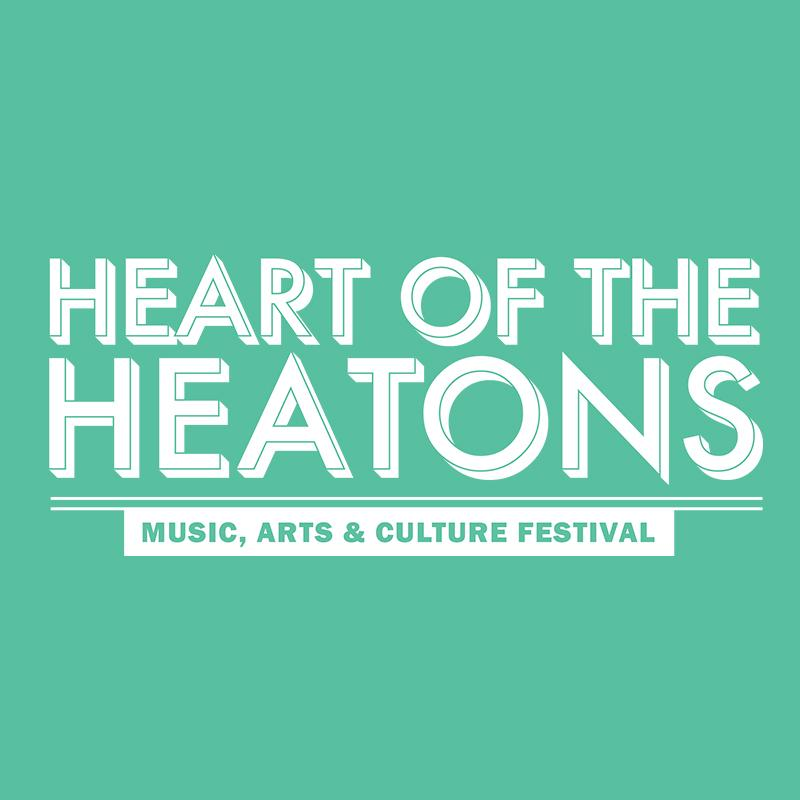 HEART OF THE
HEATONS
MUSIC, ARTS & CULTURE FESTIVAL